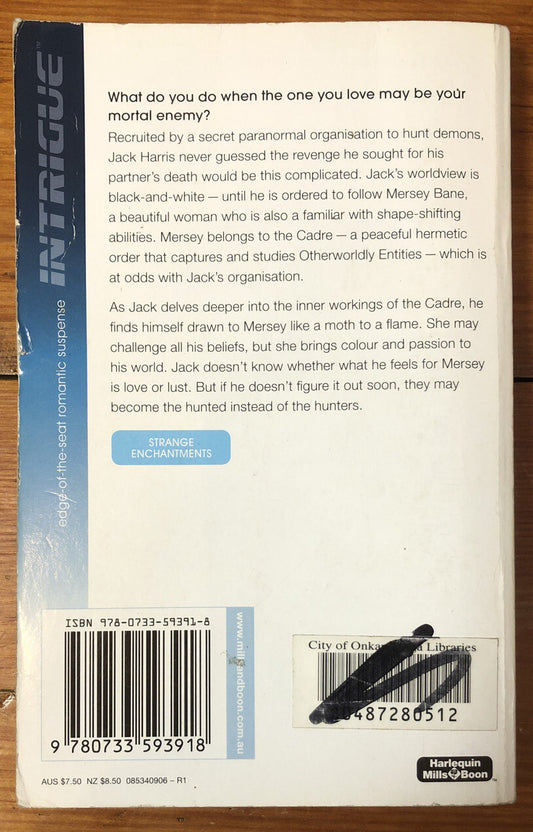 INTRIGUE™
edge-of-the-seat romantic suspense
What do you do when the one you love may be your
mortal enemy?
Recruited by a secret paranormal organisation to hunt demons,
Jack Harris never guessed the revenge he sought for his
partner's death would be this complicated. Jack's worldview is
black-and-white — until he is ordered to follow Mersey Bane,
a beautiful woman who is also a familiar with shape-shifting
abilities. Mersey belongs to the Cadre — a peaceful hermetic
order that captures and studies Otherworldly Entities — which is
at odds with Jack's organisation.
As Jack delves deeper into the inner workings of the Cadre, he
finds himself drawn to Mersey like a moth to a flame. She may
challenge all his beliefs, but she brings colour and passion to
his world. Jack doesn't know whether what he feels for Mersey
is love or lust. But if he doesn't figure it out soon, they may
become the hunted instead of the hunters.
STRANGE
ENCHANTMENTS
ISBN 978-0733-59391-8
9 780733 593918
www.millsandboon.com.au
City of Libraries
0487280512
AUS $7.50 NZ $8.50 085340906 – R1
Harlequin
Mills & Boon